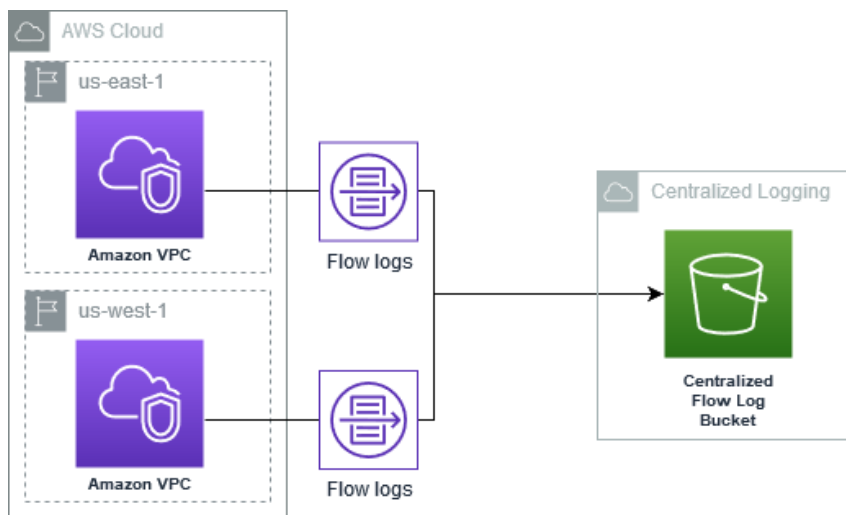 AWS Cloud
us-east-1
Amazon VPC
Flow logs
us-west-1
Amazon VPC
Flow logs
Centralized Logging
Centralized
Flow Log
Bucket